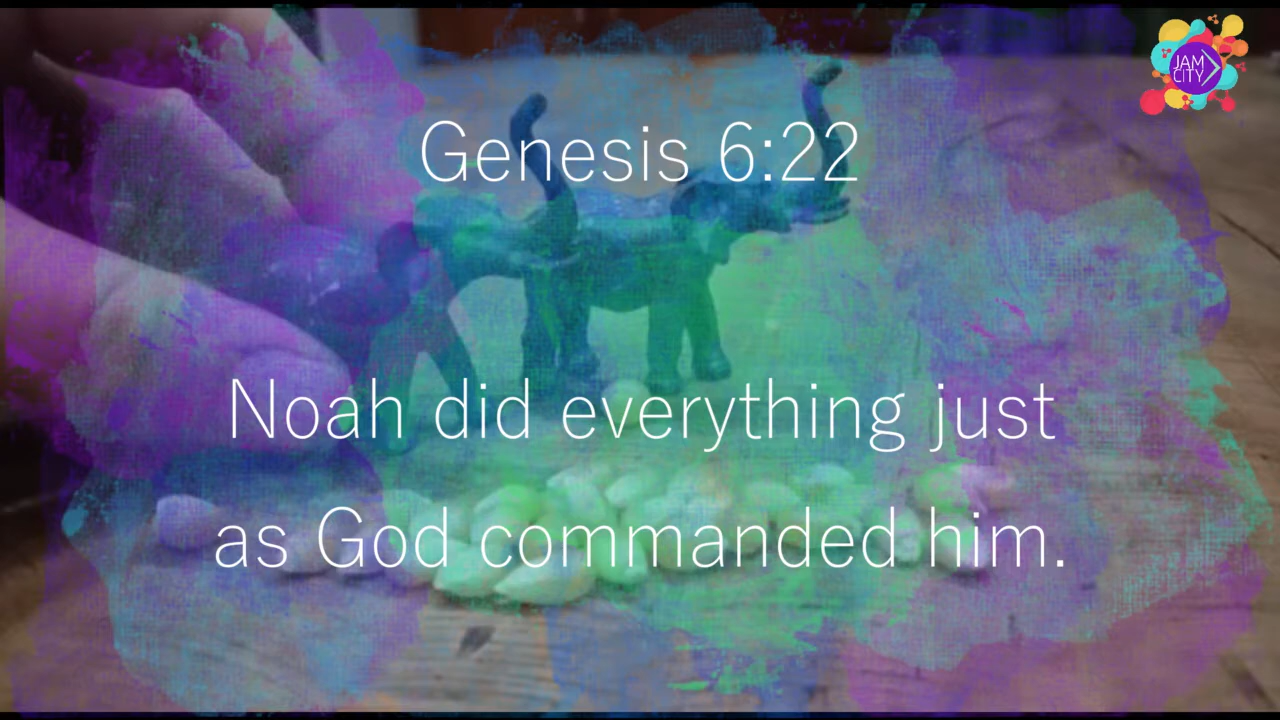 JAM
CITY
Genesis 6:22
Noah did everything just
as God commanded him.